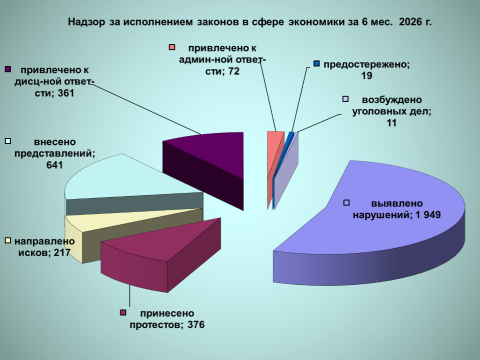 Надзор за исполнением законов в сфере экономики за 6 мес. 2026 г.
привлечено к
админ-ной ответ-
сти; 72
предостережено;
19
возбуждено
уголовных дел;
11
привлечено к
дисц-ной ответ-
сти; 361
внесено
представлений;
641
выявлено
нарушений; 1 949
направлено
исков; 217
принесено
протестов; 376